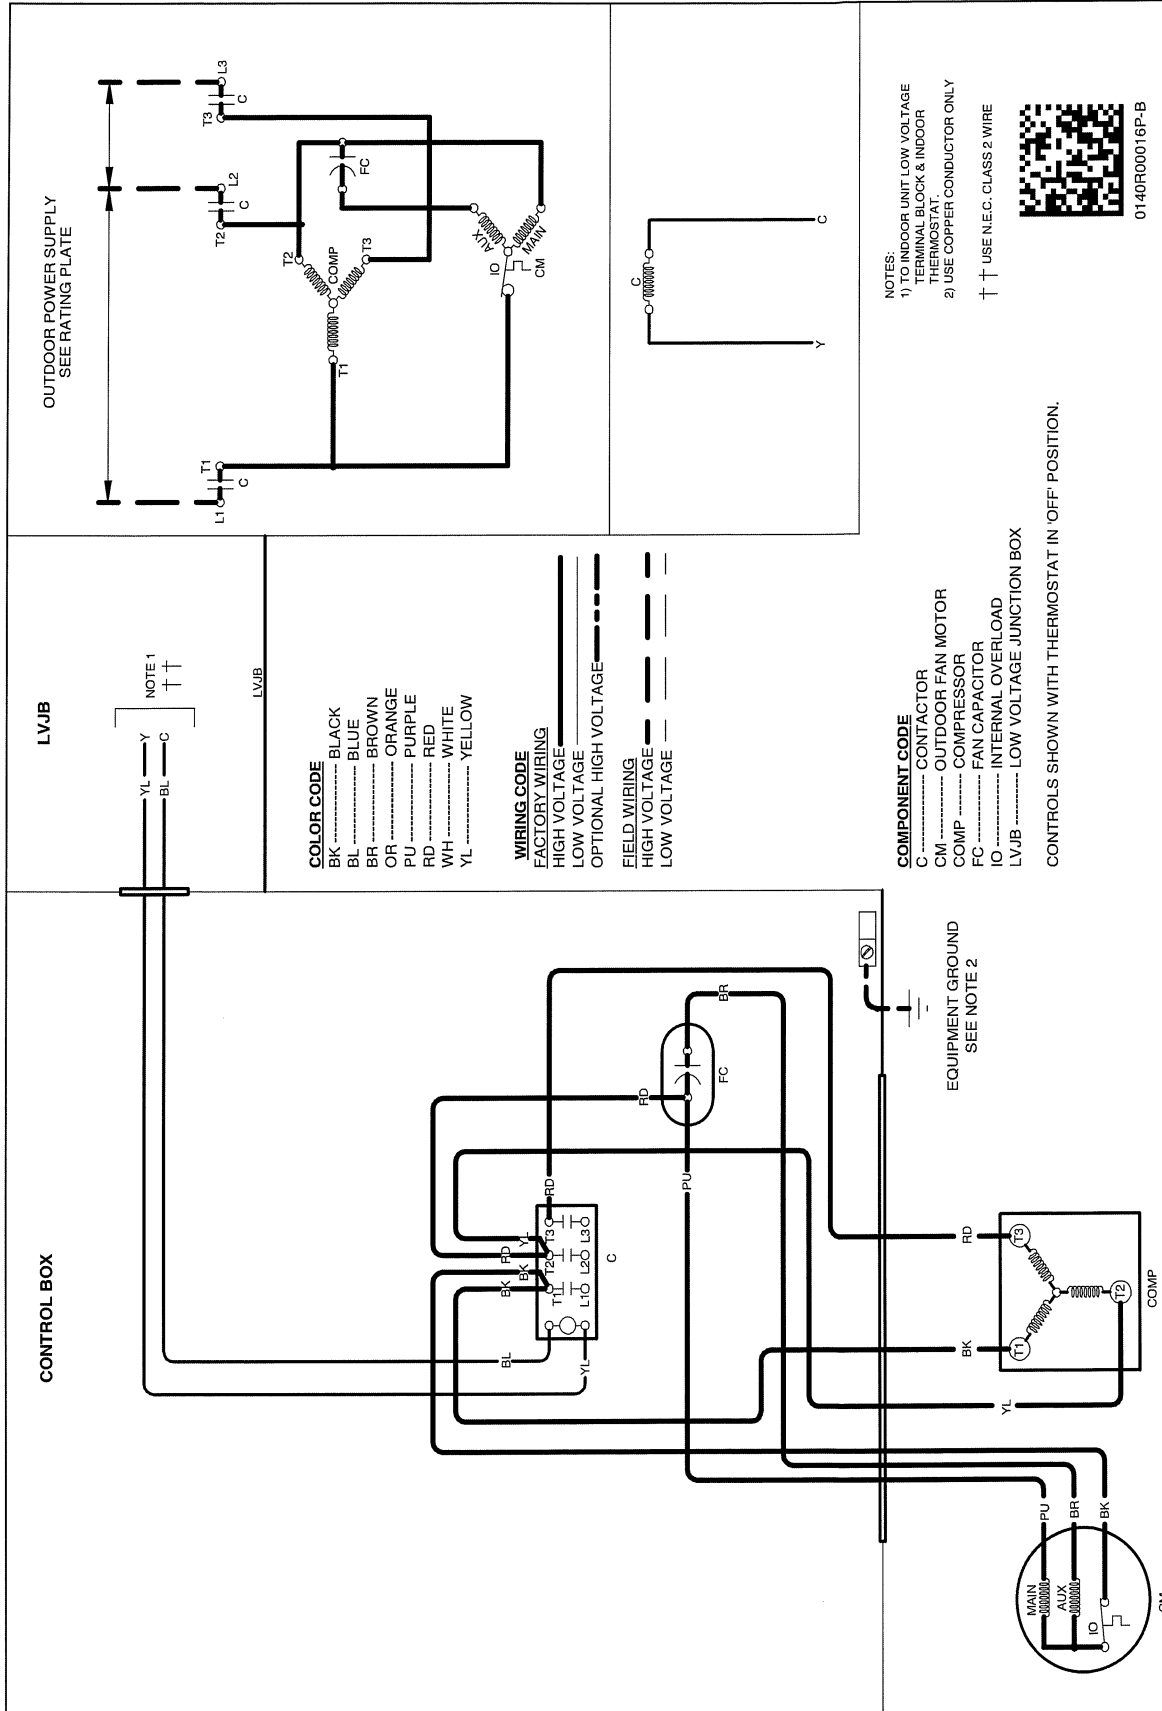 CONTROL BOX
LVJB
YL
Y
BL
C
NOTE 1
† †
LVJB
BL
YL
BK
BK
RD
YL
T1
T2
T3
L1
L2
L3
C
RD
RD
PU
FC
BR
EQUIPMENT GROUND
SEE NOTE 2
PU
BR
BK
MAIN
AUX
IO
YL
BK
RD
T1
T2
T3
COMP
COLOR CODE
BK ------------ BLACK
BL ------------ BLUE
BR ------------ BROWN
OR ------------ ORANGE
PU ------------ PURPLE
RD ------------ RED
WH ------------ WHITE
YL ------------ YELLOW
WIRING CODE
FACTORY WIRING
HIGH VOLTAGE
LOW VOLTAGE
OPTIONAL HIGH VOLTAGE
FIELD WIRING
HIGH VOLTAGE
LOW VOLTAGE
COMPONENT CODE
C ------------ CONTACTOR
CM ------------ OUTDOOR FAN MOTOR
COMP -------- COMPRESSOR
FC ------------ FAN CAPACITOR
IO ------------ INTERNAL OVERLOAD
LVJB --------- LOW VOLTAGE JUNCTION BOX
CONTROLS SHOWN WITH THERMOSTAT IN 'OFF' POSITION.
OUTDOOR POWER SUPPLY
SEE RATING PLATE
L1
C
T1
T2
C
L2
T3
C
L3
T1
T2
COMP
T3
FC
AUX
MAIN
IO
CM
C
Y
C
NOTES:
1) TO INDOOR UNIT LOW VOLTAGE
TERMINAL BLOCK & INDOOR
THERMOSTAT.
2) USE COPPER CONDUCTOR ONLY
† † USE N.E.C. CLASS 2 WIRE
0140R00016P-B